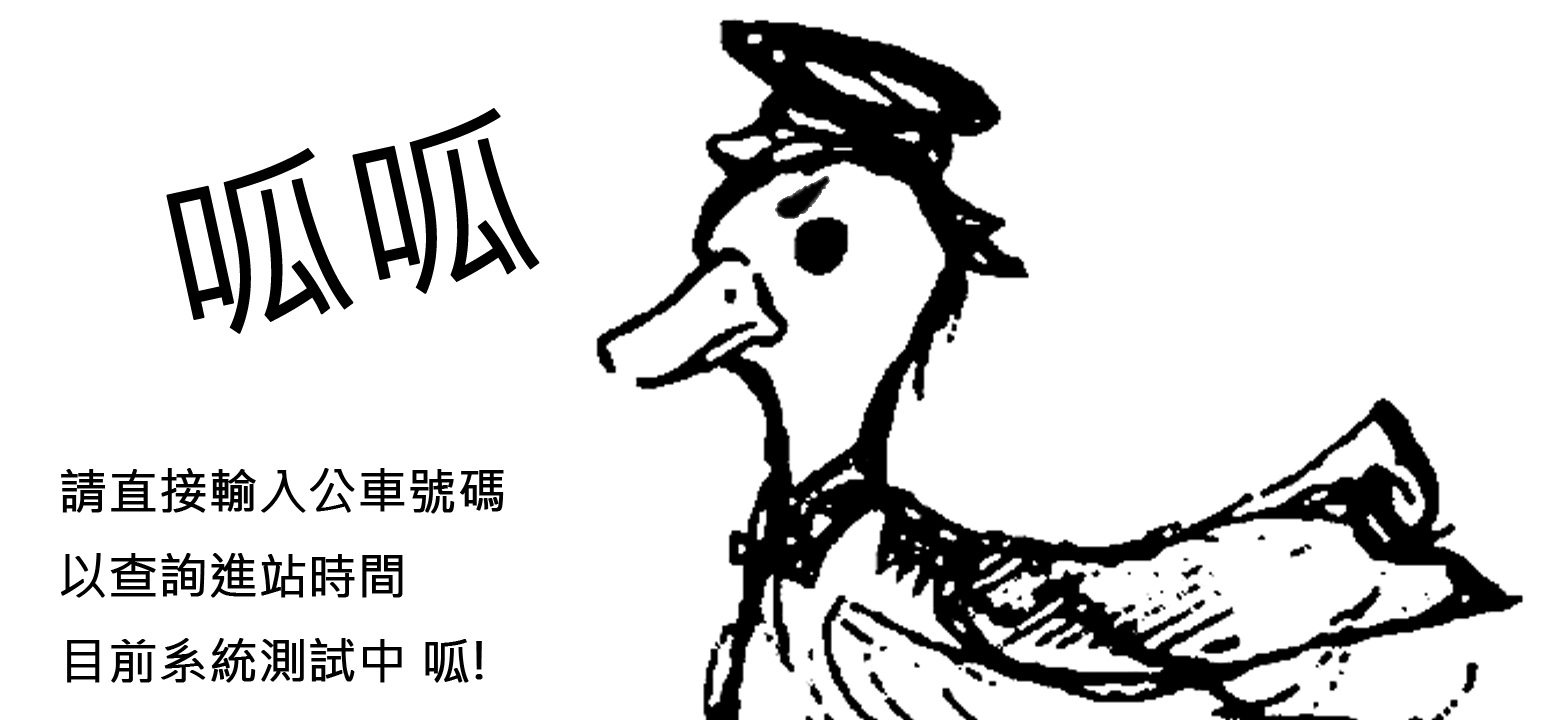 呱呱
請直接輸入公車號碼
以查詢進站時間
目前系統測試中 呱!